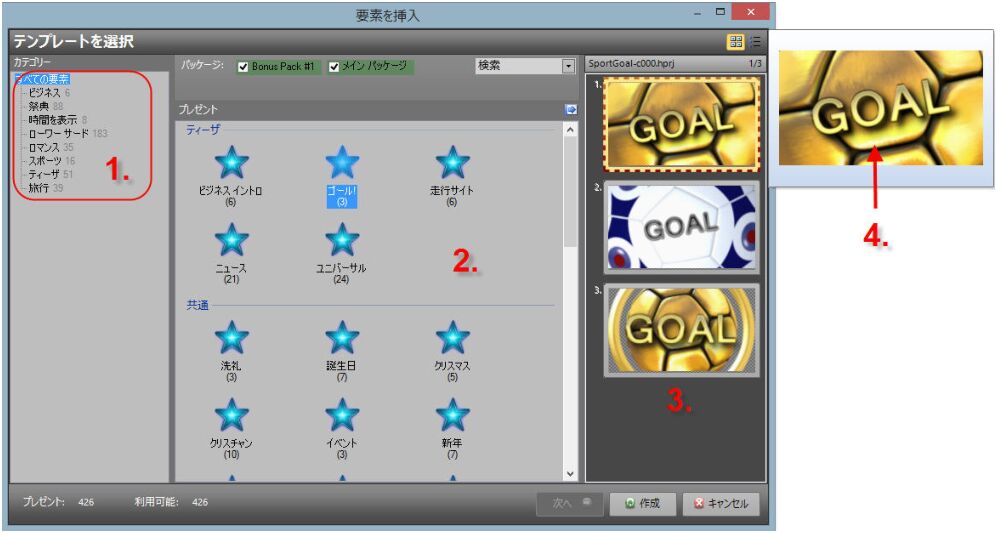 要素を挿入
テンプレートを選択
カテゴリー
すべての要素
ビジネス 6
祭典 88
時間を表示 8
ローワー サード 183
ロマンス 35
スポーツ 16
ティーザ 51
旅行 39
1.
パッケージ: Bonus Pack #1 メイン パッケージ 検索
プレゼント
ティーザ
ビジネス イントロ
(6)
ゴール!
(3)
走行サイト
(6)
ニュース
(21)
ユニバーサル
(24)
2.
共通
洗礼
(3)
誕生日
(7)
クリスマス
(5)
クリスチャン
(10)
イベント
(3)
新年
(7)
SportGoal-c000.hprj 1/3
1.
GOAL
2.
GOAL
3.
GOAL
3.
GOAL
4.
プレゼント: 426 利用可能: 426
次へ 作成 キャンセル